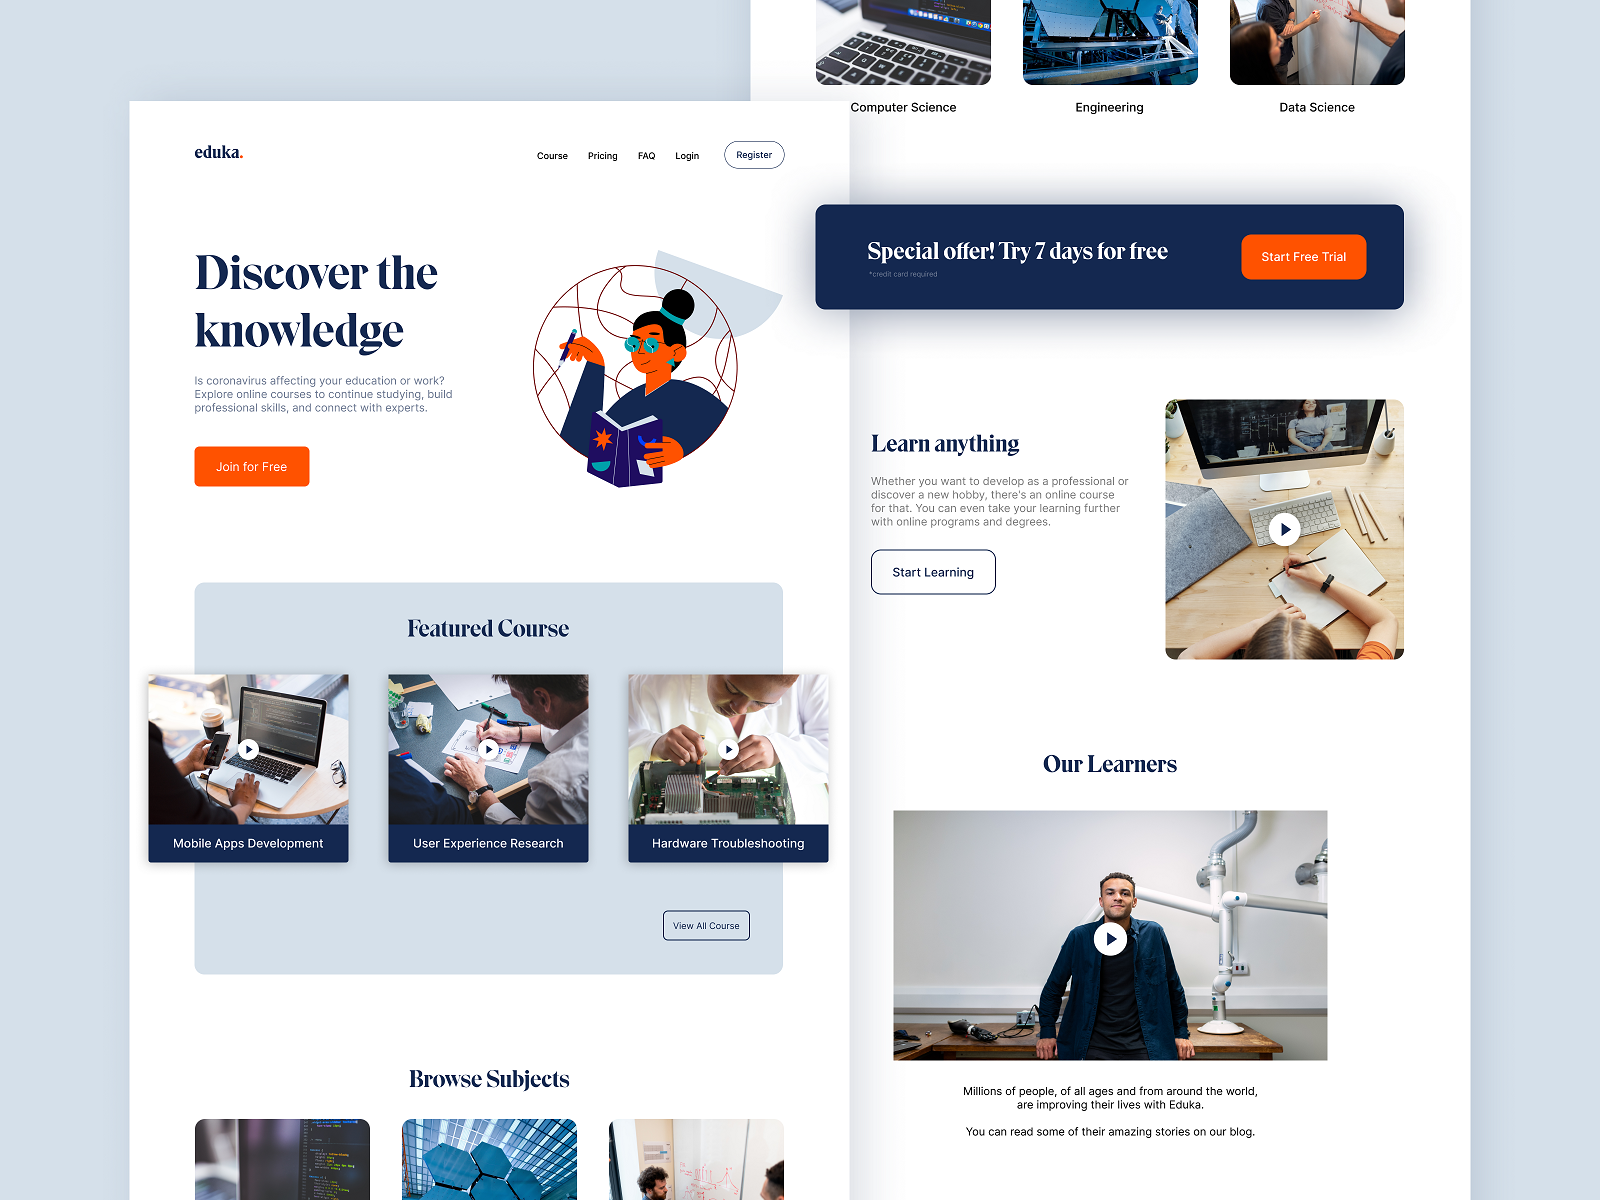 eduka.
Course Pricing FAQ Login Register
Discover the
knowledge
Is coronavirus affecting your education or work?
Explore online courses to continue studying, build
professional skills, and connect with experts.
Join for Free
Featured Course
Mobile Apps Development
User Experience Research
Hardware Troubleshooting
View All Course
Browse Subjects
Computer Science
Engineering
Data Science
Special offer! Try 7 days for free
*credit card required
Start Free Trial
Learn anything
Whether you want to develop as a professional or
discover a new hobby, there's an online course
for that. You can even take your learning further
with online programs and degrees.
Start Learning
Our Learners
Millions of people, of all ages and from around the world,
are improving their lives with Eduka.
You can read some of their amazing stories on our blog.